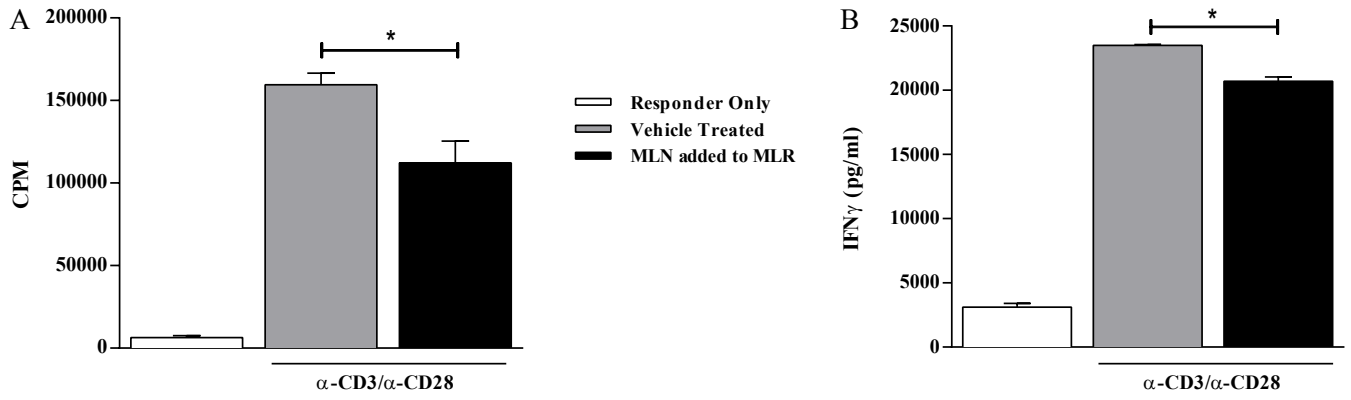 A
200000
150000
100000
50000
0
CPM
*
α-CD3/α-CD28
Responder Only
Vehicle Treated
MLN added to MLR
B
25000
20000
15000
10000
5000
0
IFNγ (pg/ml)
*
α-CD3/α-CD28